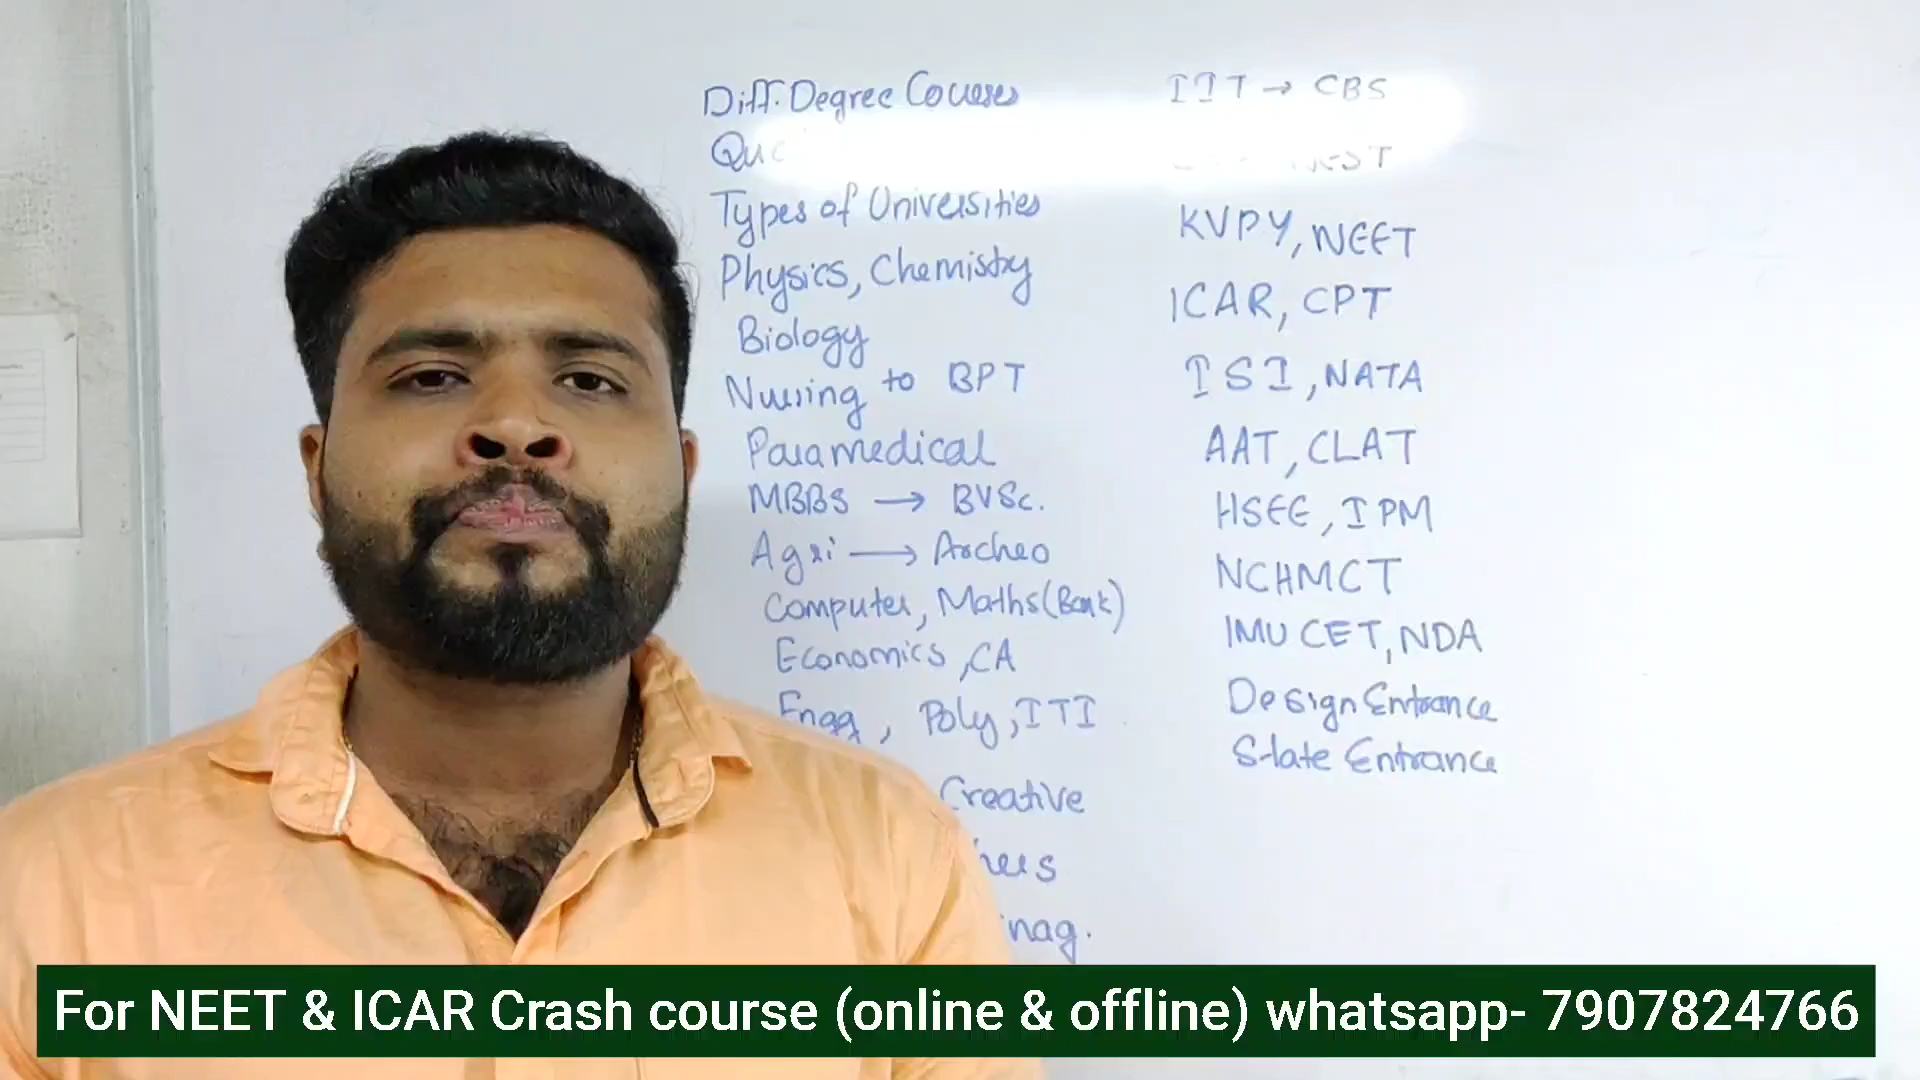 Diff. Degree Courses
Types of Universities
Physics, Chemistry
Biology
Nursing to BPT
Paramedical
MBBS → BVSc.
Agri → Archeo
Computer, Maths (Bank)
Economics, CA
Engg, Poly, ITI
Creative
IIT → CBS
KVPY, NEET
ICAR, CPT
ISI, NATA
AAT, CLAT
HSEE, IPM
NCHMCT
IMU CET, NDA
Design Entrance
State Entrance
For NEET & ICAR Crash course (online & offline) whatsapp- 7907824766